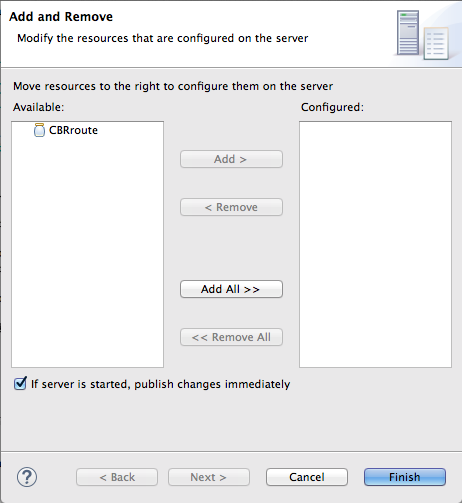 Add and Remove
Modify the resources that are configured on the server
Move resources to the right to configure them on the server
Available:
Configured:
CBRroute
Add >
< Remove
Add All >>
<< Remove All
If server is started, publish changes immediately
?
< Back
Next >
Cancel
Finish